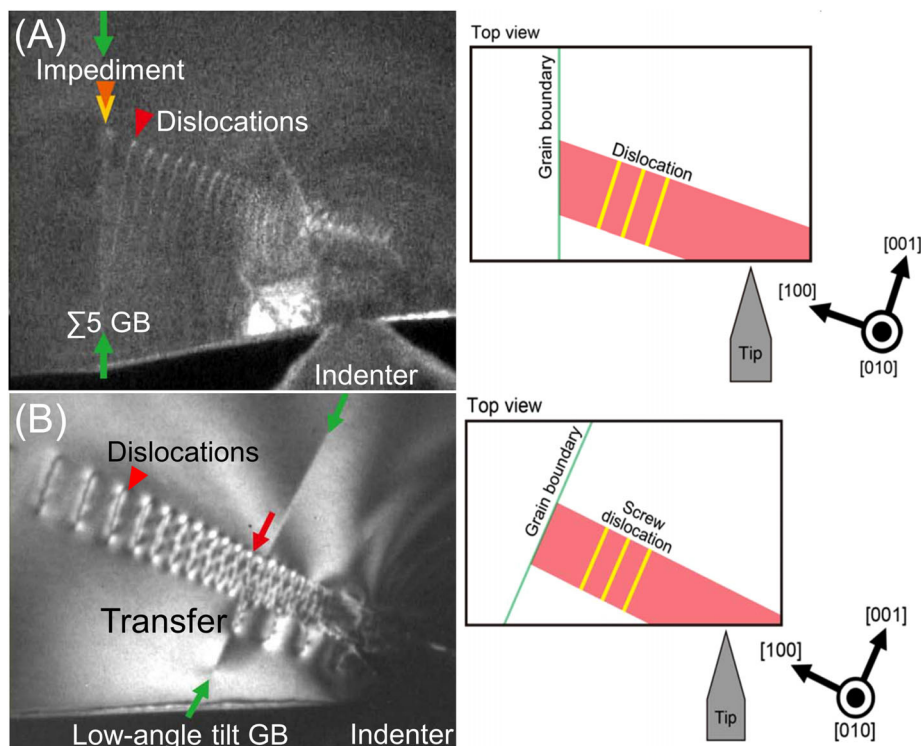 (A)
Impediment
Dislocations
∑5 GB
Indenter
Top view
Grain boundary
Dislocation
Tip
[001]
[100]
[010]
(B)
Dislocations
Transfer
Low-angle tilt GB
Indenter
Top view
Grain boundary
Screw
dislocation
Tip
[001]
[100]
[010]